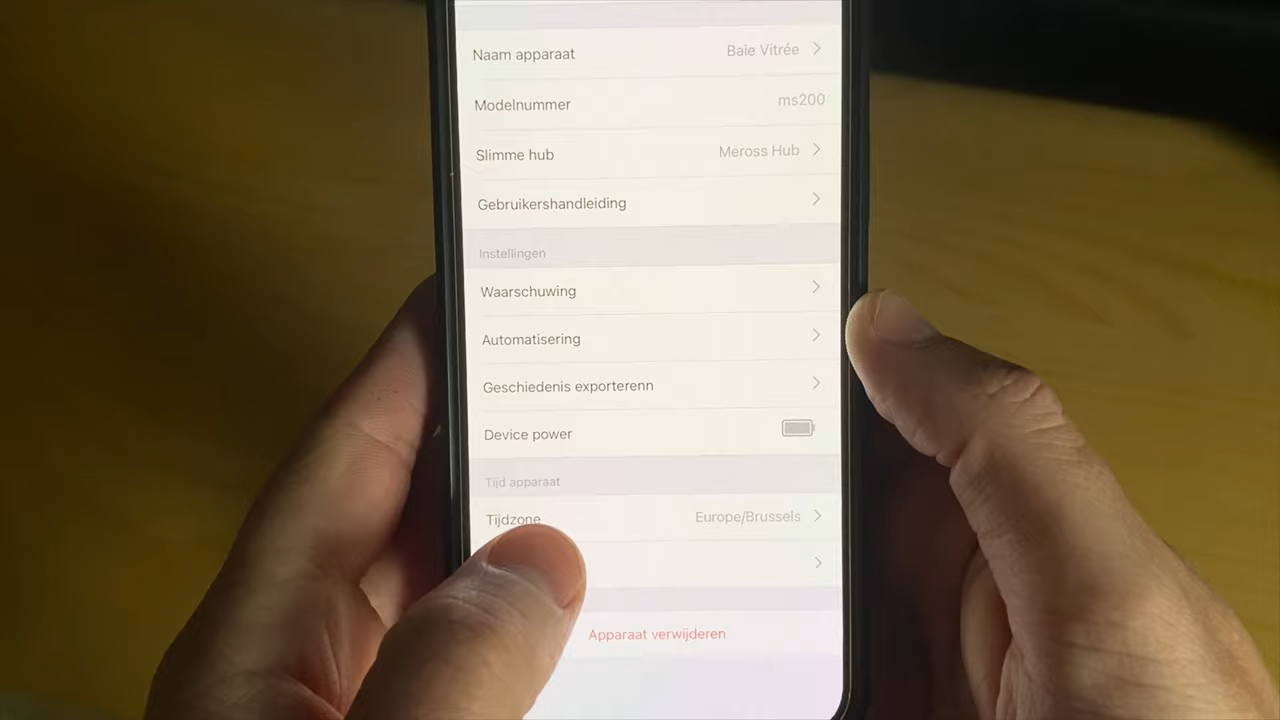 Naam apparaat Baie Vitrée
Modelnummer ms200
Slimme hub Meross Hub
Gebruikershandleiding
Instellingen
Waarschuwing
Automatisering
Geschiedenis exporterenn
Device power
Tijd apparaat
Tijdzone Europe/Brussels
Apparaat verwijderen